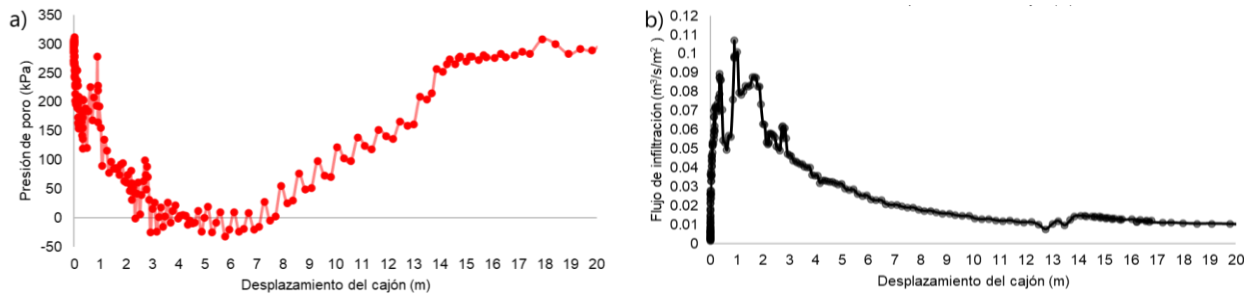 a)
Presión de poro (kPa)
350
300
250
200
150
100
50
0
-50
0 1 2 3 4 5 6 7 8 9 10 11 12 13 14 15 16 17 18 19 20
Desplazamiento del cajón (m)
b)
Flujo de infiltración (m³/s/m²)
0.12
0.11
0.1
0.09
0.08
0.07
0.06
0.05
0.04
0.03
0.02
0.01
0
0 1 2 3 4 5 6 7 8 9 10 11 12 13 14 15 16 17 18 19 20
Desplazamiento del cajón (m)